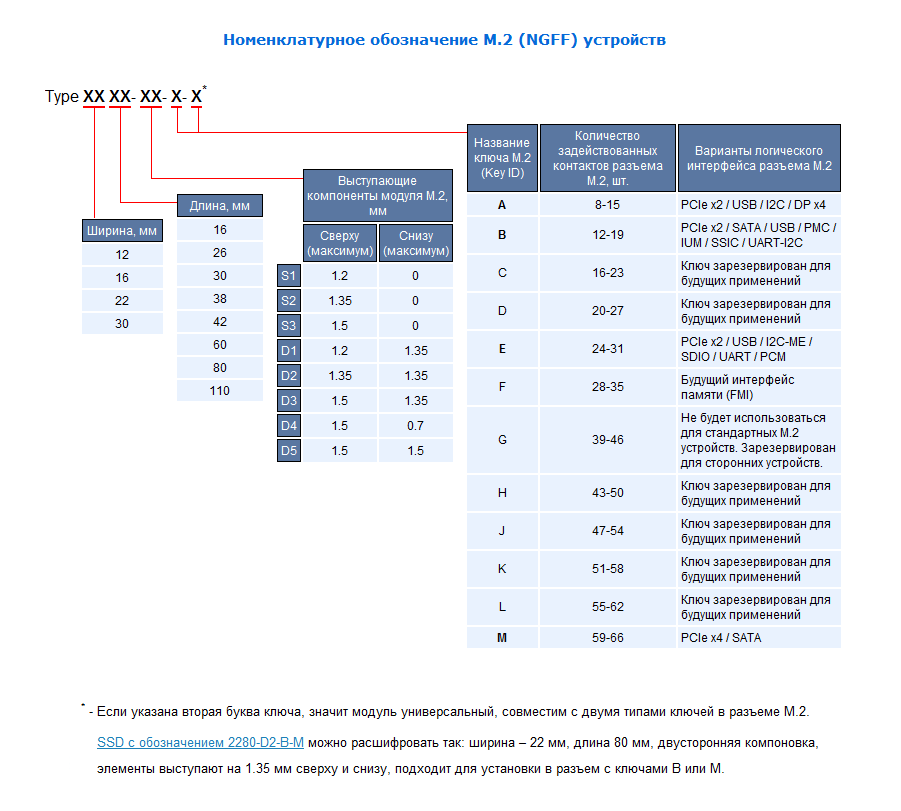 Номенклатурное обозначение M.2 (NGFF) устройств
Type XX XX- XX- X- X*
Ширина, мм
12
16
22
30
Длина, мм
16
26
30
38
42
60
80
110
Выступающие
компоненты модуля M.2,
мм
Сверху
(максимум)
Снизу
(максимум)
S1 1.2 0
S2 1.35 0
S3 1.5 0
D1 1.2 1.35
D2 1.35 1.35
D3 1.5 1.35
D4 1.5 0.7
D5 1.5 1.5
Название
ключа M.2
(Key ID)
Количество
задействованных
контактов разъема
M.2, шт.
Варианты логического
интерфейса разъема M.2
A 8-15 PCIe x2 / USB / I2C / DP x4
B 12-19 PCIe x2 / SATA / USB / PMC /
IUM / SSIC / UART-I2C
C 16-23 Ключ зарезервирован для
будущих применений
D 20-27 Ключ зарезервирован для
будущих применений
E 24-31 PCIe x2 / USB / I2C-ME /
SDIO / UART / PCM
F 28-35 Будущий интерфейс
памяти (FMI)
G 39-46 Не будет использоваться
для стандартных M.2
устройств. Зарезервирован
для сторонних устройств.
H 43-50 Ключ зарезервирован для
будущих применений
J 47-54 Ключ зарезервирован для
будущих применений
K 51-58 Ключ зарезервирован для
будущих применений
L 55-62 Ключ зарезервирован для
будущих применений
M 59-66 PCIe x4 / SATA
* - Если указана вторая буква ключа, значит модуль универсальный, совместим с двумя типами ключей в разъеме M.2.
SSD с обозначением 2280-D2-B-M можно расшифровать так: ширина – 22 мм, длина 80 мм, двусторонняя компоновка,
элементы выступают на 1.35 мм сверху и снизу, подходит для установки в разъем с ключами B или M.